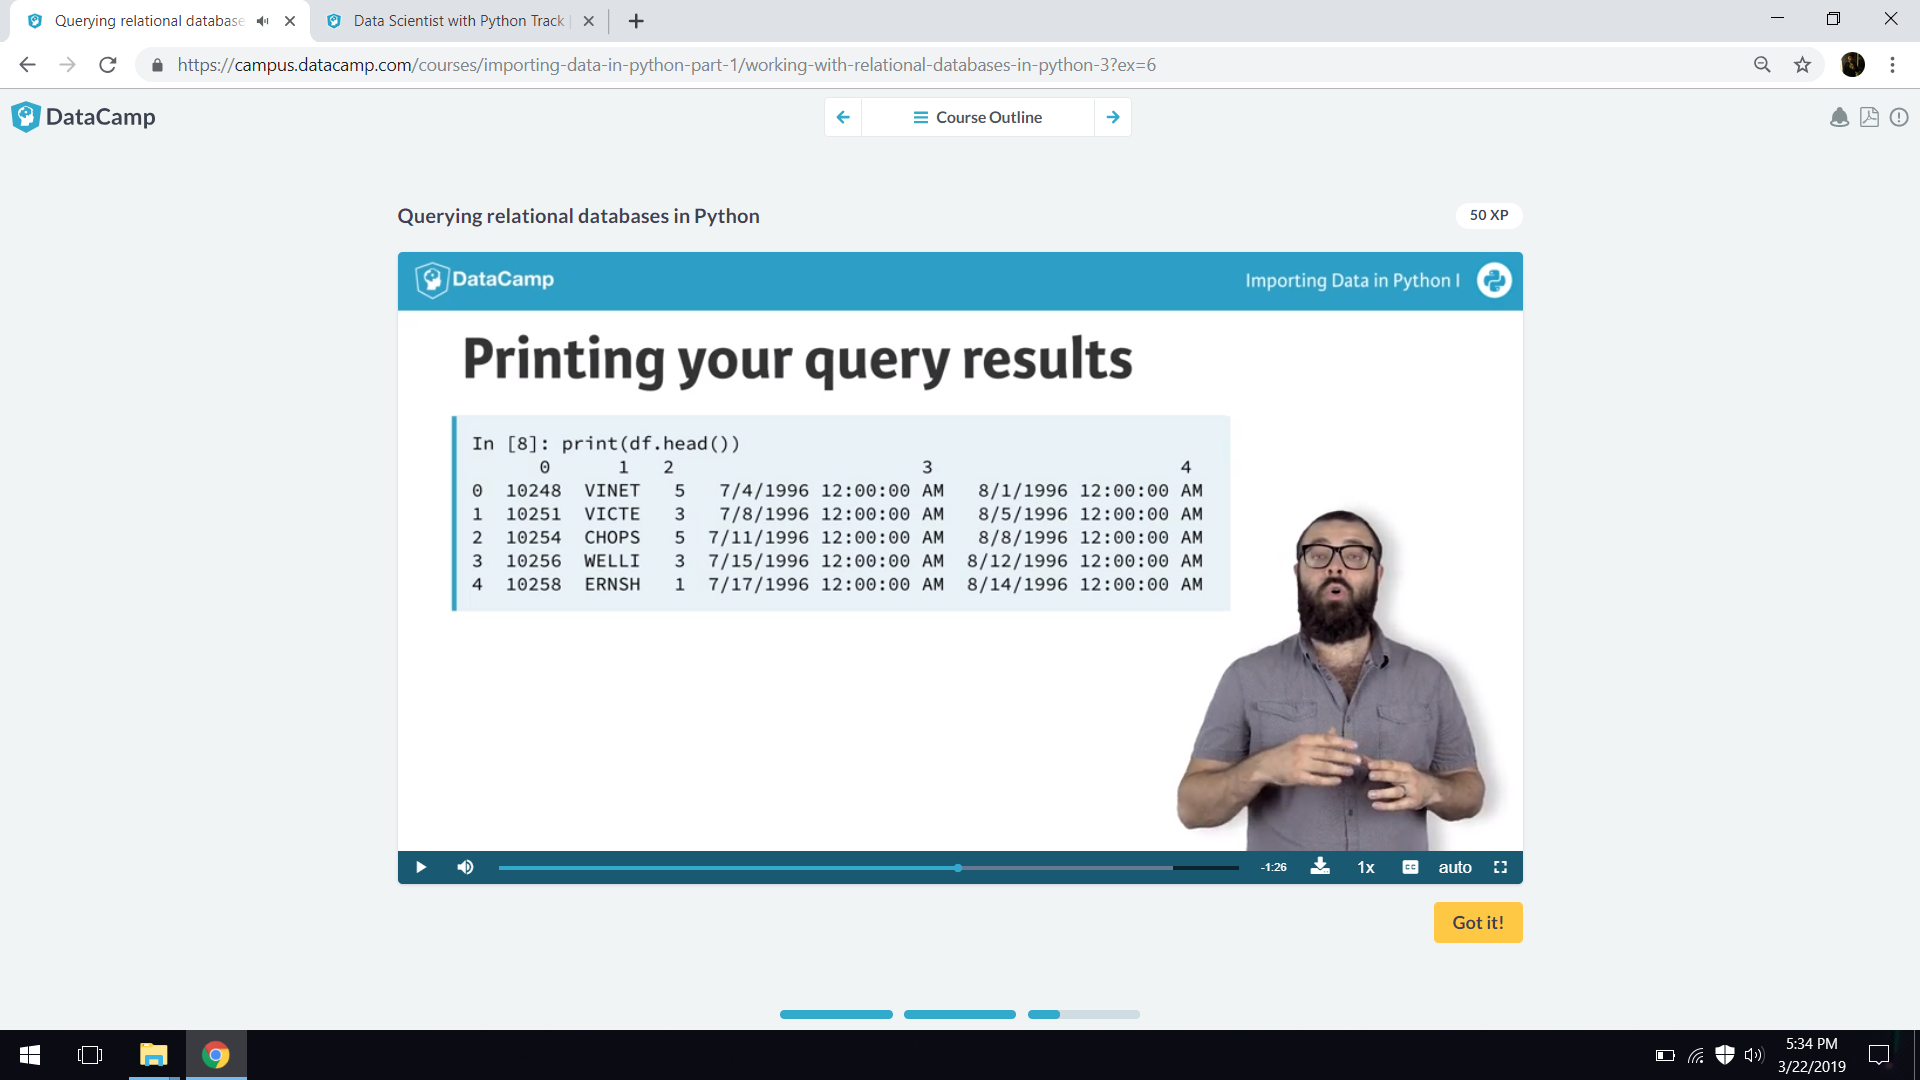 Querying relational database
Data Scientist with Python Track
https://campus.datacamp.com/courses/importing-data-in-python-part-1/working-with-relational-databases-in-python-3?ex=6
DataCamp
Course Outline
Querying relational databases in Python
50 XP
DataCamp
Importing Data in Python I
Printing your query results
In [8]: print(df.head())
0 1 2 3 4
0 10248 VINET 5 7/4/1996 12:00:00 AM 8/1/1996 12:00:00 AM
1 10251 VICTE 3 7/8/1996 12:00:00 AM 8/5/1996 12:00:00 AM
2 10254 CHOPS 5 7/11/1996 12:00:00 AM 8/8/1996 12:00:00 AM
3 10256 WELLI 3 7/15/1996 12:00:00 AM 8/12/1996 12:00:00 AM
4 10258 ERNSH 1 7/17/1996 12:00:00 AM 8/14/1996 12:00:00 AM
-1:26
1x
CC
auto
Got it!
5:34 PM
3/22/2019